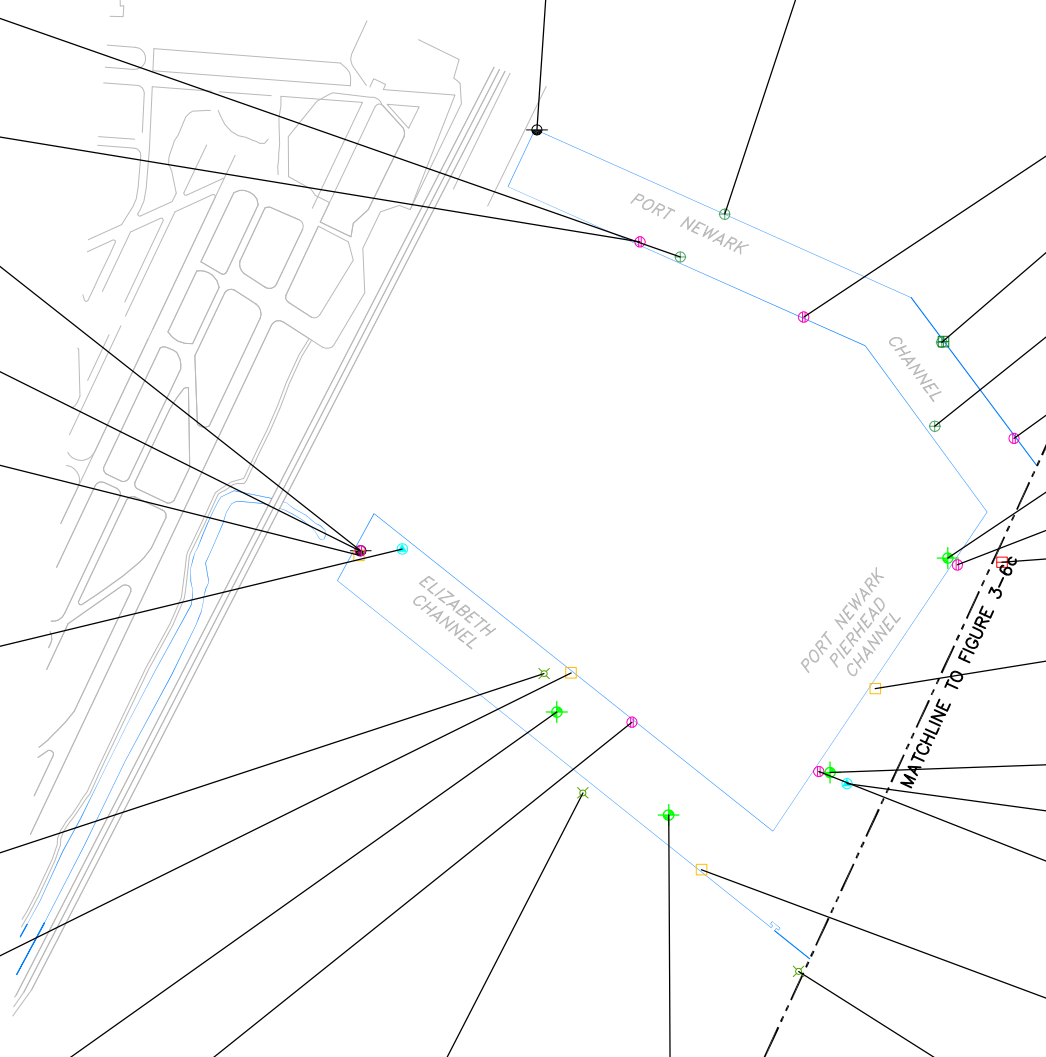 PORT NEWARK
CHANNEL
ELIZABETH
CHANNEL
PORT NEWARK
PIERHEAD
CHANNEL
MATCHLINE TO FIGURE 3-6c